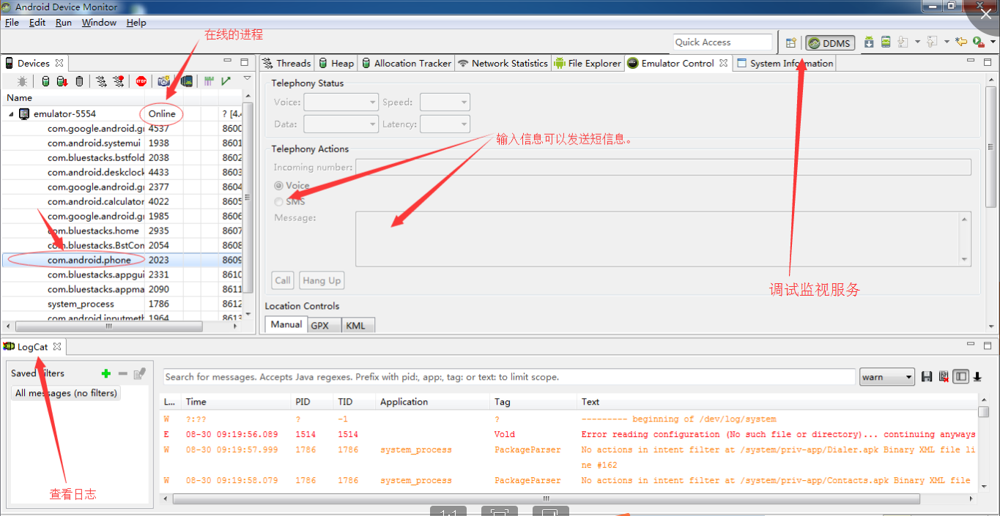 Android Device Monitor
File Edit Run Window Help
在线的进程
Quick Access
DDMS
Devices
Threads Heap Allocation Tracker Network Statistics File Explorer Emulator Control System Information
Name
emulator-5554 Online ? [4.
com.google.android.g 4537 8600
com.android.systemui 1938 8601
com.bluestacks.bstfold 2038 8602
com.android.deskclock 4433 8603
com.google.android.g 2377 8604
com.android.calculator 4022 8605
com.google.android.g 1985 8606
com.bluestacks.home 2935 8607
com.bluestacks.BstCon 2054 8608
com.android.phone 2023 8609
com.bluestacks.appgui 2331 8610
com.bluestacks.appma 2090 8611
system_process 1786 8612
com.android.inputmeth 1964 8613
Telephony Status
Voice: Speed:
Data: Latency:
输入信息可以发送短信息。
Telephony Actions
Incoming number:
Voice
SMS
Message:
Call Hang Up
调试监视服务
Location Controls
Manual GPX KML
LogCat
Saved Filters
All messages (no filters)
查看日志
Search for messages. Accepts Java regexes. Prefix with pid:, app:, tag: or text: to limit scope.
warn
L... Time PID TID Application Tag Text
W ?:?? ? -1 ? --------- beginning of /dev/log/system
E 08-30 09:19:56.089 1514 1514 Vold Error reading configuration (No such file or directory)... continuing anyways
W 08-30 09:19:57.999 1786 1786 system_process PackageParser No actions in intent filter at /system/priv-app/Dialer.apk Binary XML file li
ne #162
W 08-30 09:19:58.079 1786 1786 system_process PackageParser No actions in intent filter at /system/priv-app/Contacts.apk Binary XML file